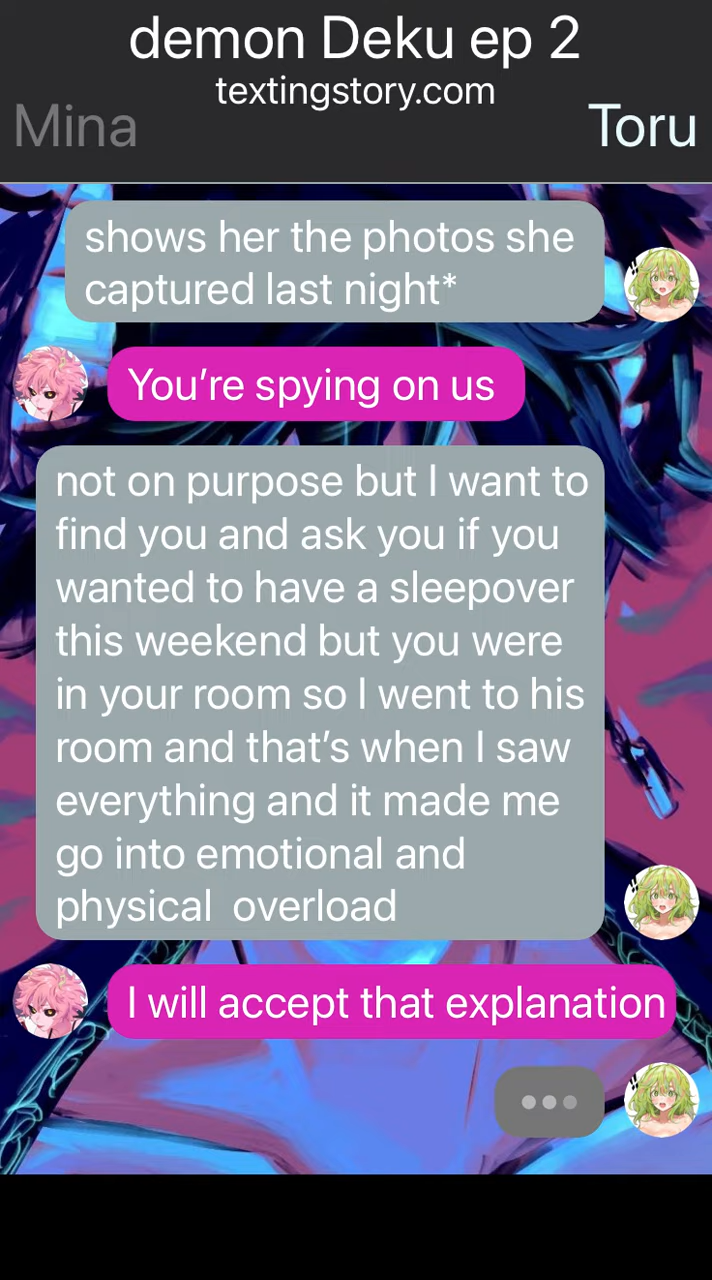 demon Deku ep 2
textingstory.com
Mina
Toru
shows her the photos she
captured last night*
You’re spying on us
not on purpose but I want to
find you and ask you if you
wanted to have a sleepover
this weekend but you were
in your room so I went to his
room and that’s when I saw
everything and it made me
go into emotional and
physical  overload
I will accept that explanation